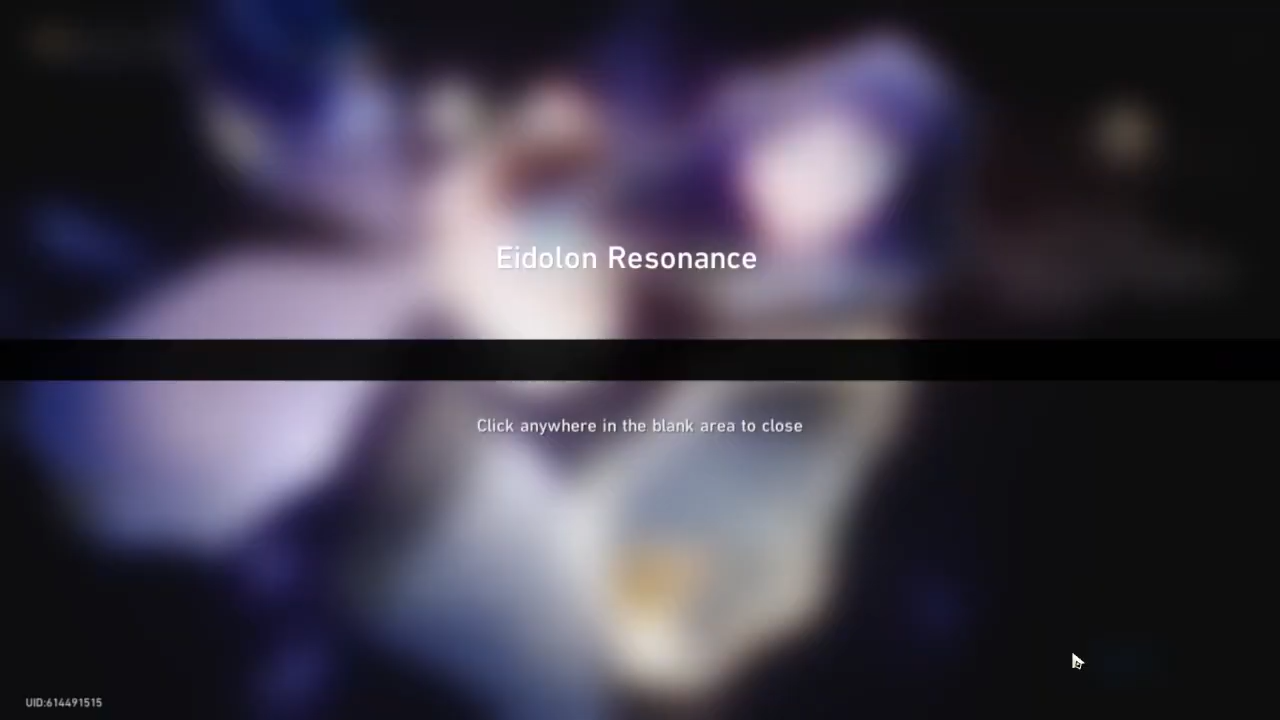 Eidolon Resonance
Click anywhere in the blank area to close
UID:614491515